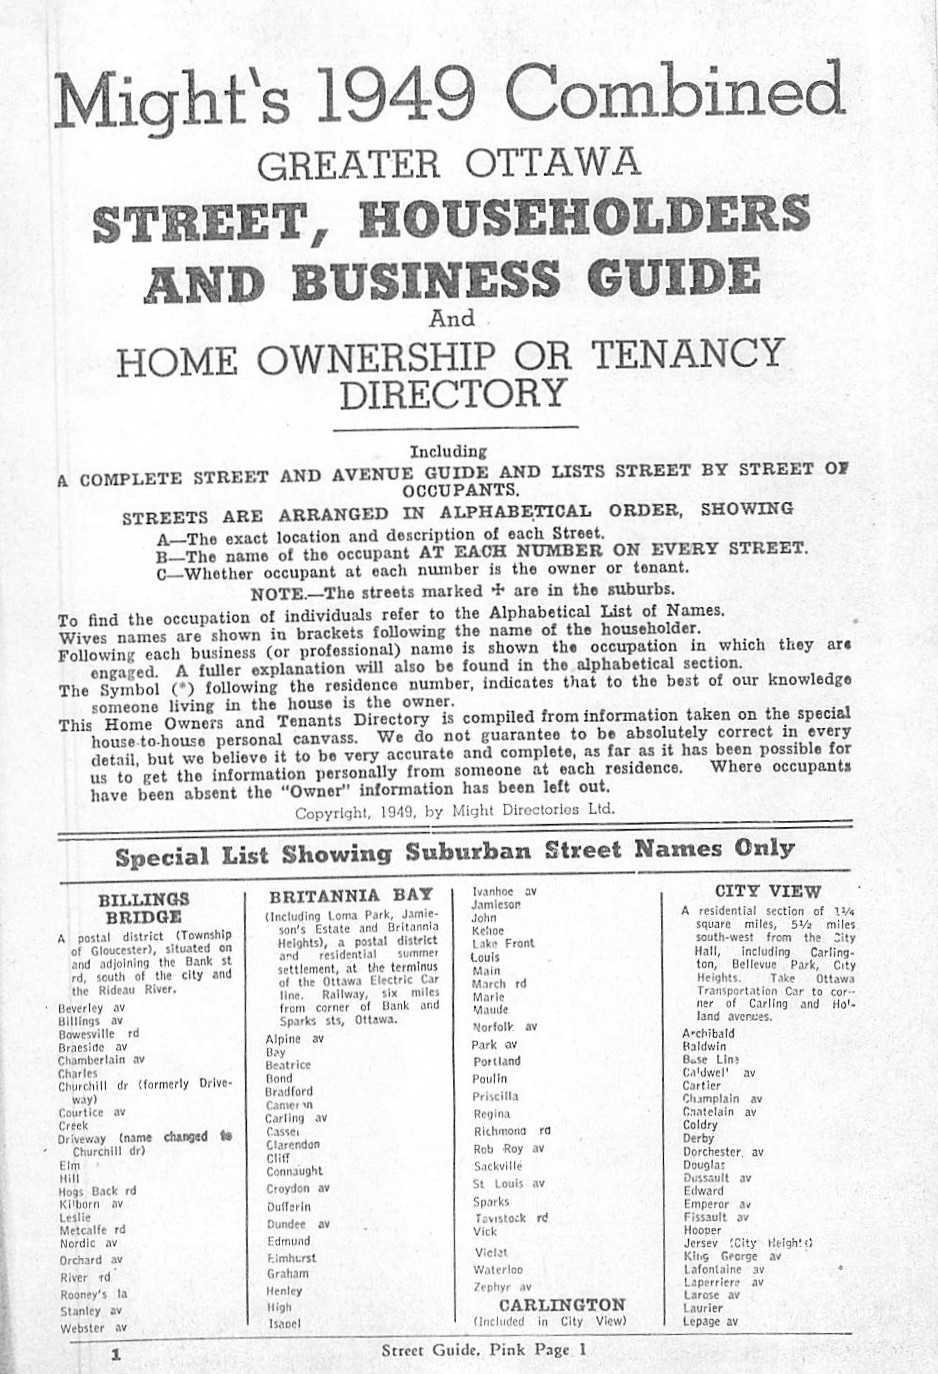 Might's 1949 Combined
GREATER OTTAWA
STREET, HOUSEHOLDERS
AND BUSINESS GUIDE
And
HOME OWNERSHIP OR TENANCY
DIRECTORY
Including
A COMPLETE STREET AND AVENUE GUIDE AND LISTS STREET BY STREET OF
OCCUPANTS.
STREETS ARE ARRANGED IN ALPHABETICAL ORDER, SHOWING
A—The exact location and description of each Street.
B—The name of the occupant AT EACH NUMBER ON EVERY STREET.
C—Whether occupant at each number is the owner or tenant.
NOTE.—The streets marked ✢ are in the suburbs.
To find the occupation of individuals refer to the Alphabetical List of Names.
Wives names are shown in brackets following the name of the householder.
Following each business (or professional) name is shown the occupation in which they are
engaged. A fuller explanation will also be found in the alphabetical section.
The Symbol (*) following the residence number, indicates that to the best of our knowledge
someone living in the house is the owner.
This Home Owners and Tenants Directory is compiled from information taken on the special
house-to-house personal canvass. We do not guarantee to be absolutely correct in every
detail, but we believe it to be very accurate and complete, as far as it has been possible for
us to get the information personally from someone at each residence. Where occupants
have been absent the "Owner" information has been left out.
Copyright, 1949, by Might Directories Ltd.
Special List Showing Suburban Street Names Only
BILLINGS
BRIDGE
A postal district (Township
of Gloucester), situated on
and adjoining the Bank st
rd, south of the city and
the Rideau River.
Beverley av
Billings av
Bowesville rd
Braeside av
Chamberlain av
Charles
Churchill dr (formerly Drive-
way)
Courtice av
Creek
Driveway (name changed to
Churchill dr)
Elm
Hill
Hogs Back rd
Kilborn av
Leslie
Metcalfe rd
Nordic av
Orchard av
River rd
Rooney's la
Stanley av
Webster av
BRITANNIA BAY
(Including Loma Park, Jamie-
son's Estate and Britannia
Heights), a postal district
and residential summer
settlement, at the terminus
of the Ottawa Electric Car
line. Railway, six miles
from corner of Bank and
Sparks sts, Ottawa.
Alpine av
Bay
Beatrice
Bond
Bradford
Cameron
Carling av
Cassel
Clarendon
Cliff
Connaught
Croydon av
Dufferin
Dundee av
Edmund
Elmhurst
Graham
Henley
High
Isabel
Ivanhoe av
Jamieson
John
Kehoe
Lake Front
Louis
Main
March rd
Marie
Maude
Norfolk av
Park av
Portland
Poulin
Priscilla
Regina
Richmond rd
Rob Roy av
Sackville
St Louis av
Sparks
Tavistock rd
Vick
Violet
Waterloo
Zephyr av
CARLINGTON
(Included in City View)
CITY VIEW
A residential section of 1¼
square miles, 5½ miles
south-west from the City
Hall, including Carling-
ton, Bellevue Park, City
Heights. Take Ottawa
Transportation Car to cor-
ner of Carling and Hol-
land avenues.
Archibald
Baldwin
Base Line
Caldwell av
Cartier
Champlain av
Chatelain av
Coldry
Derby
Dorchester av
Douglas
Dussault av
Edward
Emperor av
Fissault av
Hooper
Jersey (City Heights)
King George av
Lafontaine av
Laperriere av
Larose av
Laurier
Lepage av
1
Street Guide. Pink Page 1